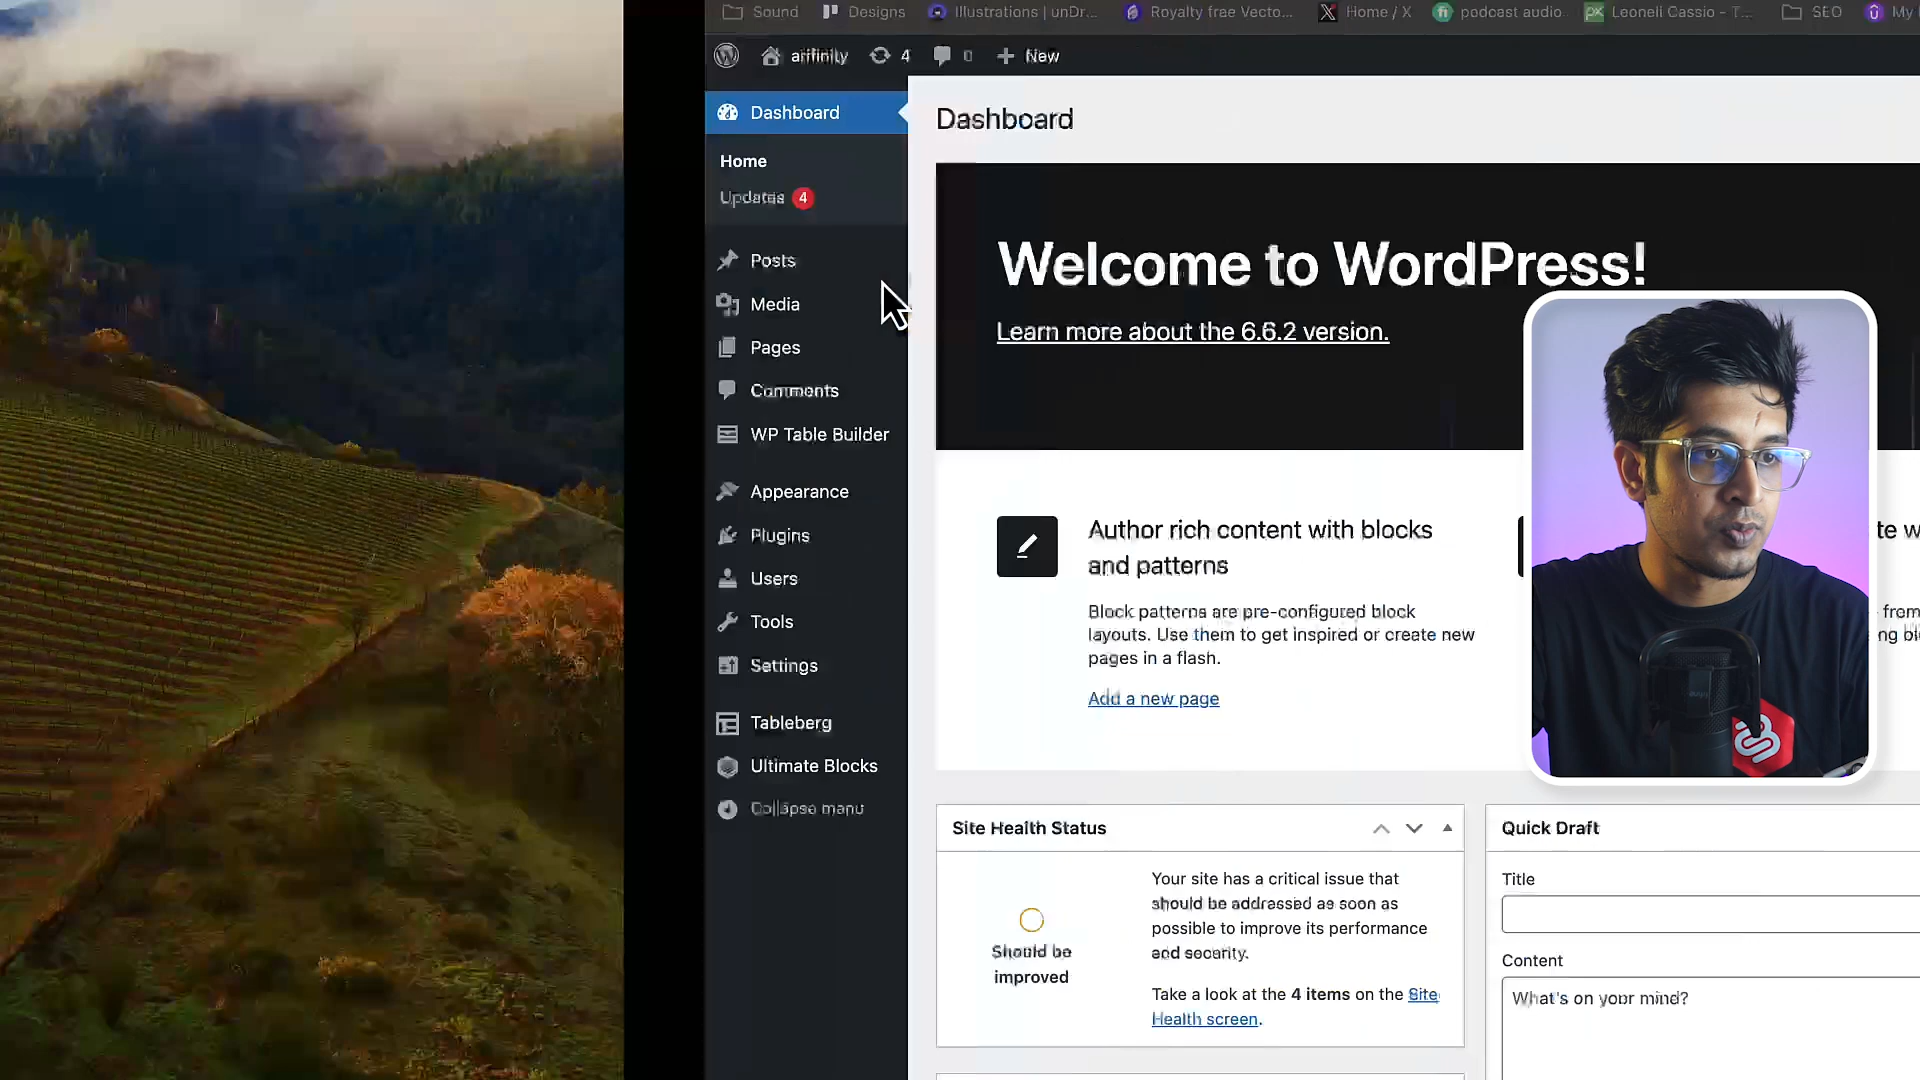 Sound
Designs
Illustrations | unDr...
Royalty free Vecto...
Home / X
podcast audio
Leonell Cassio - T...
SEO
My
affinity
4
0
New
Dashboard
Home
Updates 4
Posts
Media
Pages
Comments
WP Table Builder
Appearance
Plugins
Users
Tools
Settings
Tableberg
Ultimate Blocks
Collapse menu
Dashboard
Welcome to WordPress!
Learn more about the 6.6.2 version.
Author rich content with blocks
and patterns
Block patterns are pre-configured block
layouts. Use them to get inspired or create new
pages in a flash.
Add a new page
Site Health Status
Should be
improved
Your site has a critical issue that
should be addressed as soon as
possible to improve its performance
and security.
Take a look at the 4 items on the Site
Health screen.
Quick Draft
Title
Content
What's on your mind?